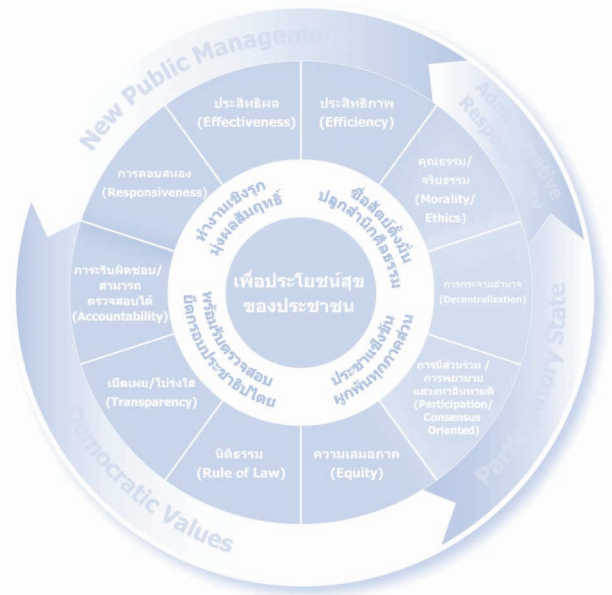 New Public Management
Administrative
Responsibility
Participatory State
Democratic Values
ประสิทธิผล
(Effectiveness)
ประสิทธิภาพ
(Efficiency)
คุณธรรม/
จริยธรรม
(Morality/
Ethics)
การกระจายอำนาจ
(Decentralization)
การมีส่วนร่วม /
การพยายาม
แสวงหาฉันทามติ
(Participation/
Consensus
Oriented)
ความเสมอภาค
(Equity)
นิติธรรม
(Rule of Law)
เปิดเผย/โปร่งใส
(Transparency)
ภาระรับผิดชอบ/
สามารถ
ตรวจสอบได้
(Accountability)
การตอบสนอง
(Responsiveness)
ทำงานเชิงรุก
มุ่งผลสัมฤทธิ์
ซื่อสัตย์ตั้งมั่น
ปลูกสำนึกศีลธรรม
ประชาเชิงชัน
ผูกพันทุกภาคส่วน
พร้อมรับตรวจสอบ
ยึดกรอบประชาธิปไตย
เพื่อประโยชน์สุข
ของประชาชน